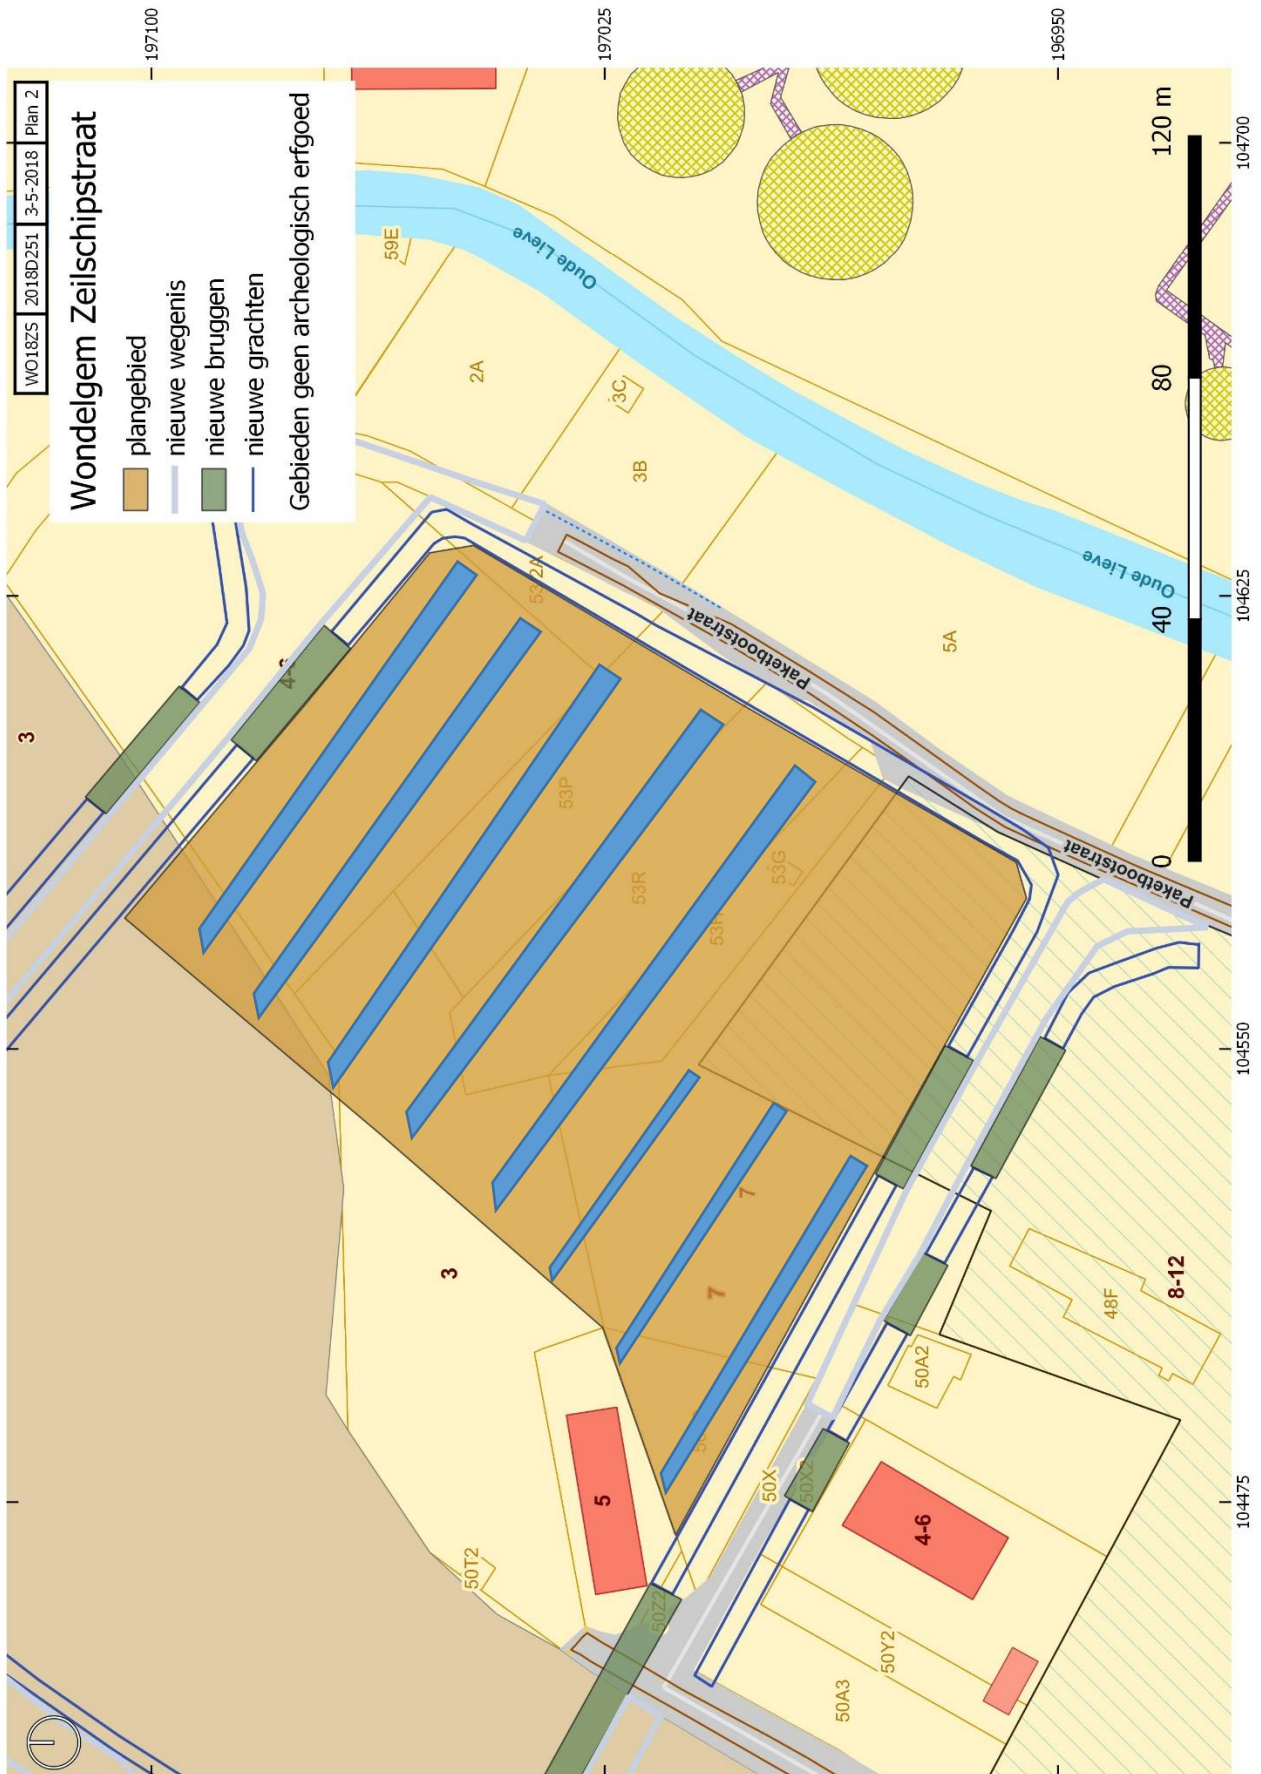 WO18ZS 2018D251 3-5-2018 Plan 2
Wondelgem Zeilschipstraat
plangebied
nieuwe wegenis
nieuwe bruggen
nieuwe grachten
Gebieden geen archeologisch erfgoed
197100
197025
196950
104700
104625
104550
104475
0 40 80 120 m
Oude Lieve
Oude Lieve
Paketbootstraat
Paketbootstraat
59E
2A
3C
3B
5A
53P
53R
53G
3
3
7
7
5
50T2
50Z2
50X
50X2
50A2
48F
8-12
4-6
50Y2
50A3